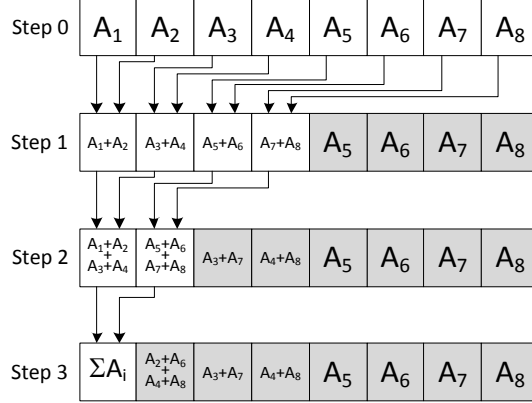 Step 0 A₁ A₂ A₃ A₄ A₅ A₆ A₇ A₈
Step 1 A₁+A₂ A₃+A₄ A₅+A₆ A₇+A₈ A₅ A₆ A₇ A₈
Step 2 A₁+A₂ + A₃+A₄ A₅+A₆ + A₇+A₈ A₃+A₇ A₄+A₈ A₅ A₆ A₇ A₈
Step 3 ΣAᵢ A₂+A₆ + A₄+A₈ A₃+A₇ A₄+A₈ A₅ A₆ A₇ A₈